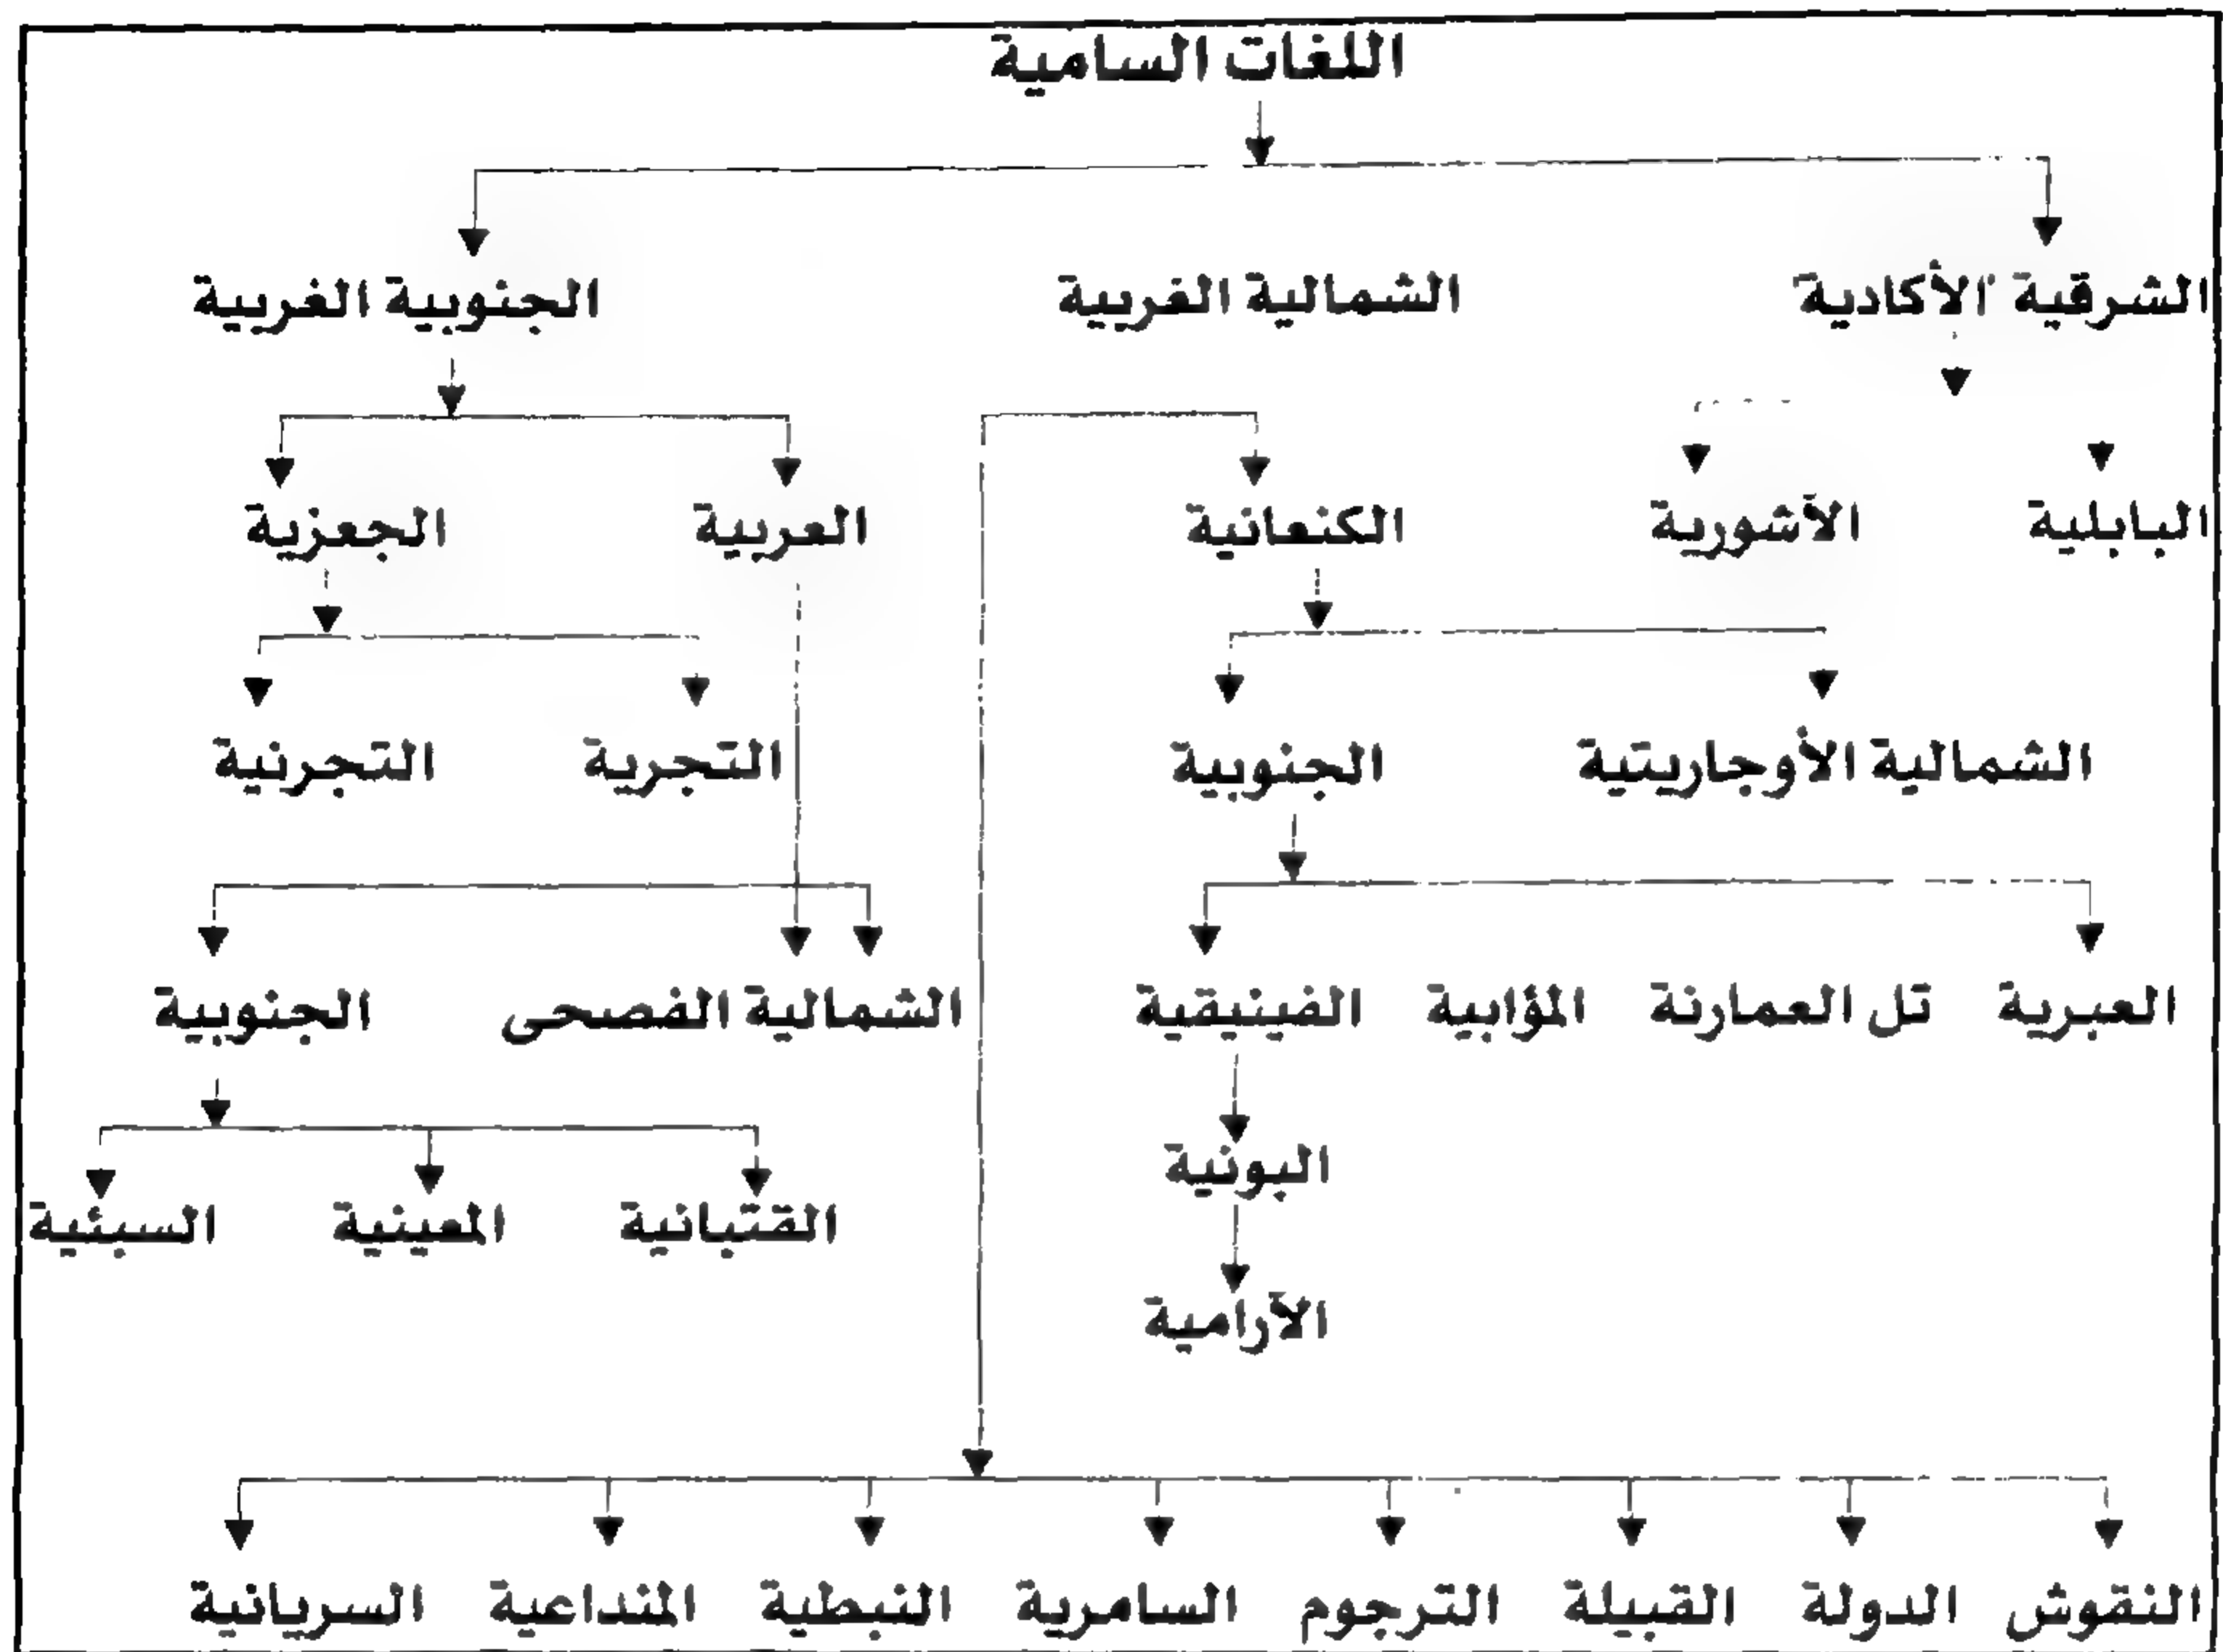 اللغات السامية
الشرقية "الأكادية" الشمالية الغربية الجنوبية الغربية
البابلية الآشورية الكنعانية العربية الجعزية
الشمالية الأوجاريتية الجنوبية التجرية التجرنية
العبرية تل العمارنة المؤابية الفينيقية الشمالية الفصحى الجنوبية
البونية
القتبانية المعينية السبئية
الآرامية
النقوش الدولة القبيلة الترجوم السامرية النبطية المنداعية السريانية